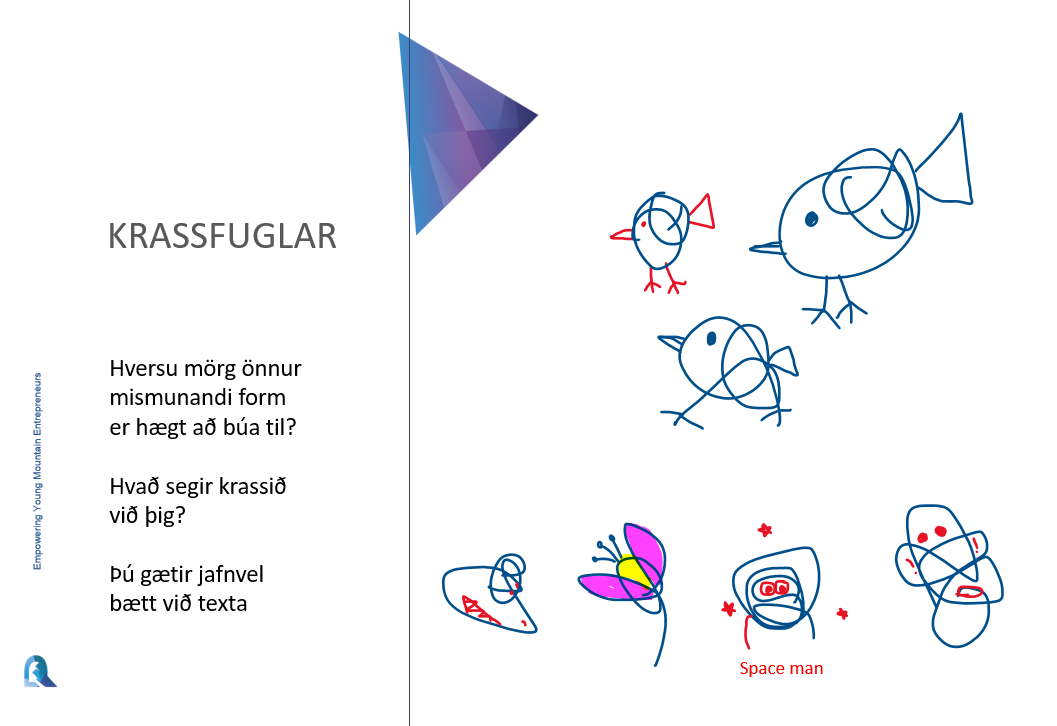 KRASSFUGLAR
Hversu mörg önnur
mismunandi form
er hægt að búa til?
Hvað segir krassið
við þig?
Þú gætir jafnvel
bætt við texta
Empowering Young Mountain Entrepreneurs
Space man